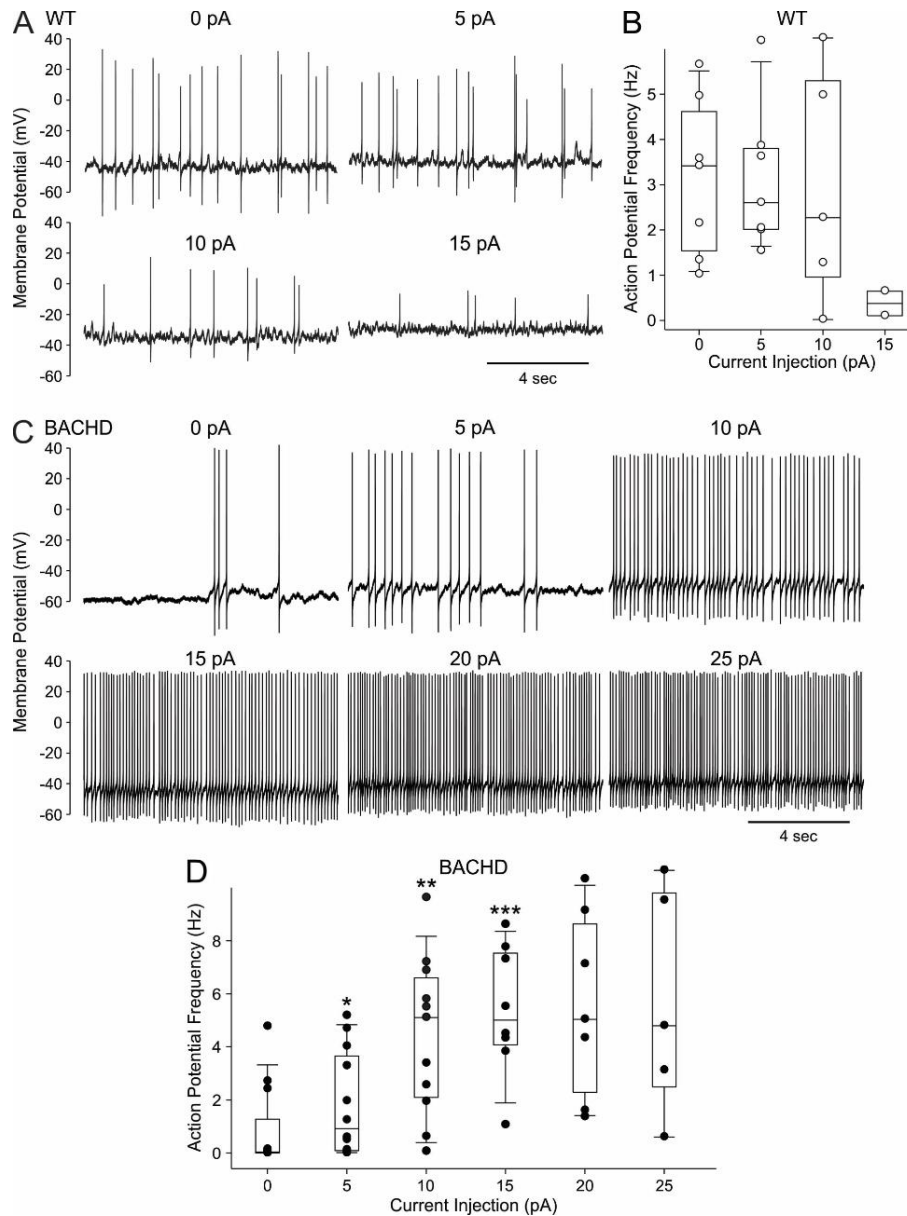 A WT 0 pA 5 pA
Membrane Potential (mV)
40
20
0
-20
-40
-60
10 pA 15 pA
40
20
0
-20
-40
-60
4 sec
B WT
Action Potential Frequency (Hz)
5
4
3
2
1
0
0 5 10 15
Current Injection (pA)
C BACHD 0 pA 5 pA 10 pA
Membrane Potential (mV)
40
20
0
-20
-40
-60
15 pA 20 pA 25 pA
40
20
0
-20
-40
-60
4 sec
D BACHD
Action Potential Frequency (Hz)
8
6
4
2
0
* ** ***
0 5 10 15 20 25
Current Injection (pA)